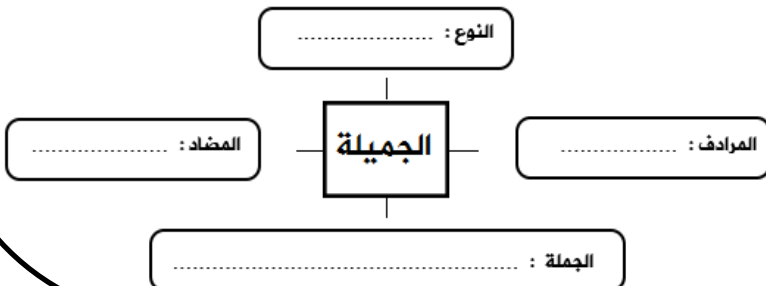 النوع : .....................
المرادف : ..................
الجميلة
المضاد : .....................
الجملة : .....................................................